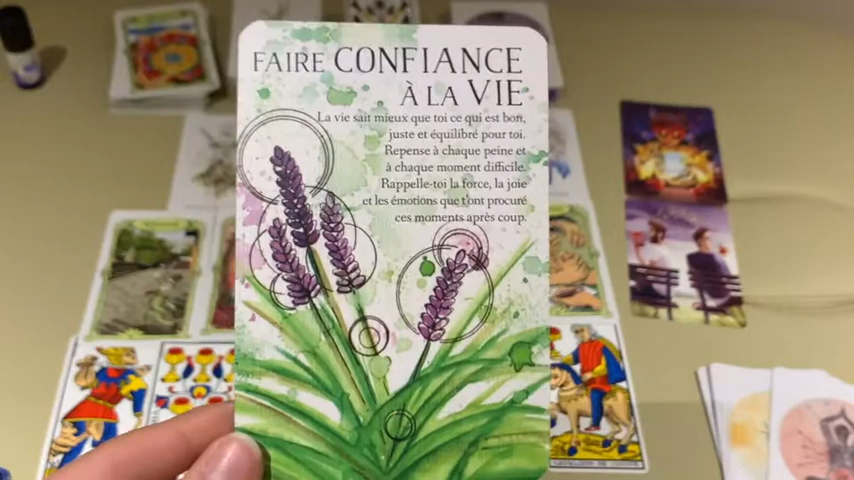 FAIRE CONFIANCE
À LA VIE
La vie sait mieux que toi ce qui est bon,
juste et équilibré pour toi.
Repense à chaque peine et
à chaque moment difficile.
Rappelle-toi la force, la joie
et les émotions que t'ont procuré
ces moments après coup.